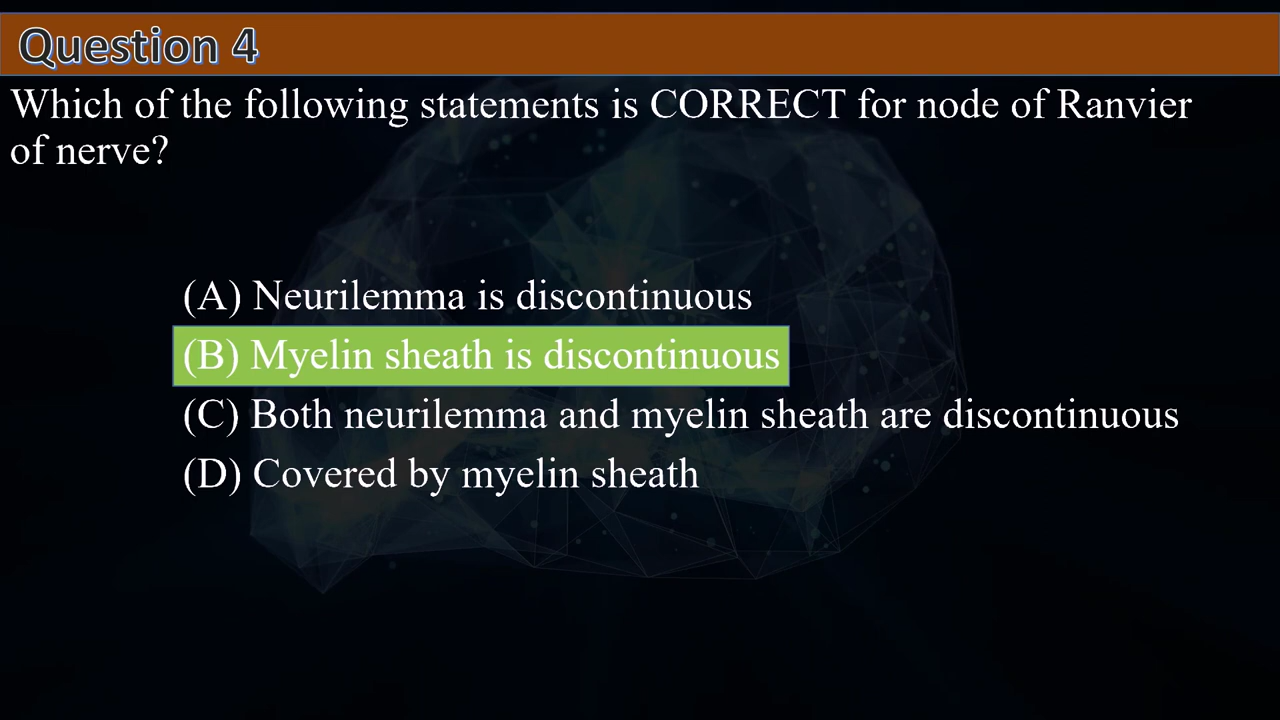 Question 4
Which of the following statements is CORRECT for node of Ranvier
of nerve?
(A) Neurilemma is discontinuous
(B) Myelin sheath is discontinuous
(C) Both neurilemma and myelin sheath are discontinuous
(D) Covered by myelin sheath